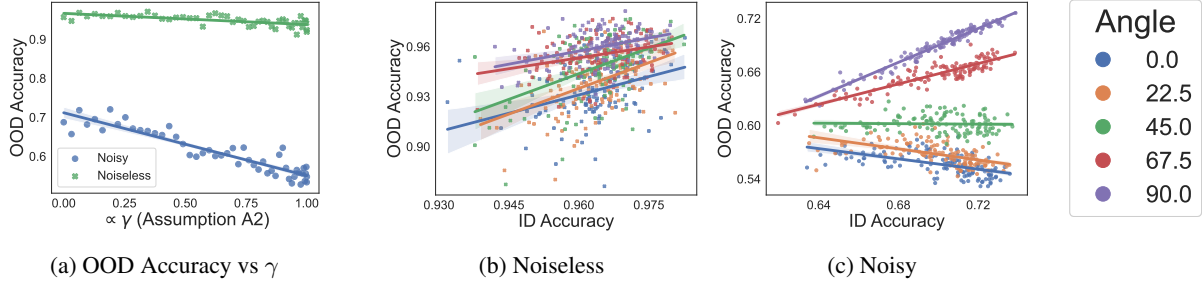 OOD Accuracy
0.9
0.8
0.7
0.6
Noisy
Noiseless
0.00 0.25 0.50 0.75 1.00
∝ γ (Assumption A2)
(a) OOD Accuracy vs γ
OOD Accuracy
0.96
0.93
0.90
0.930 0.945 0.960 0.975
ID Accuracy
(b) Noiseless
OOD Accuracy
0.72
0.66
0.60
0.54
0.64 0.68 0.72
ID Accuracy
(c) Noisy
Angle
0.0
22.5
45.0
67.5
90.0